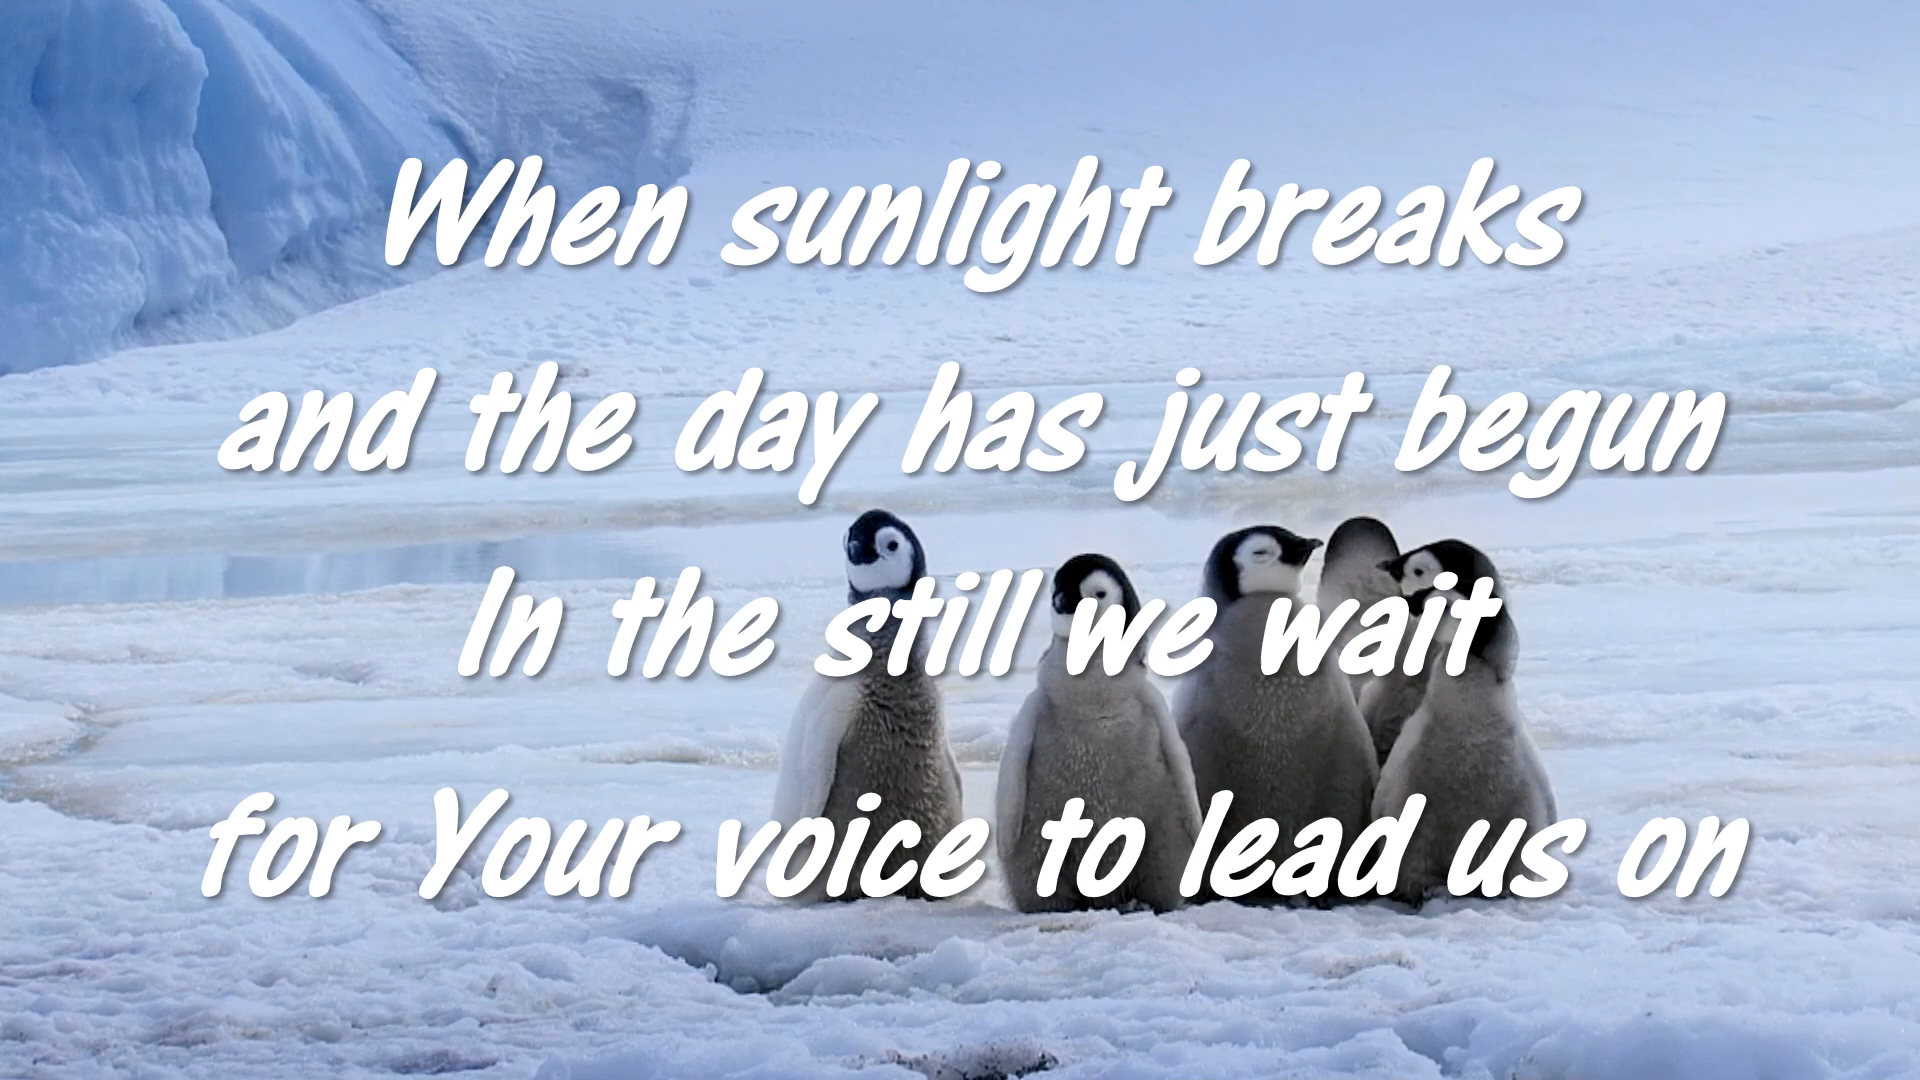 When sunlight breaks
and the day has just begun
In the still we wait
for Your voice to lead us on